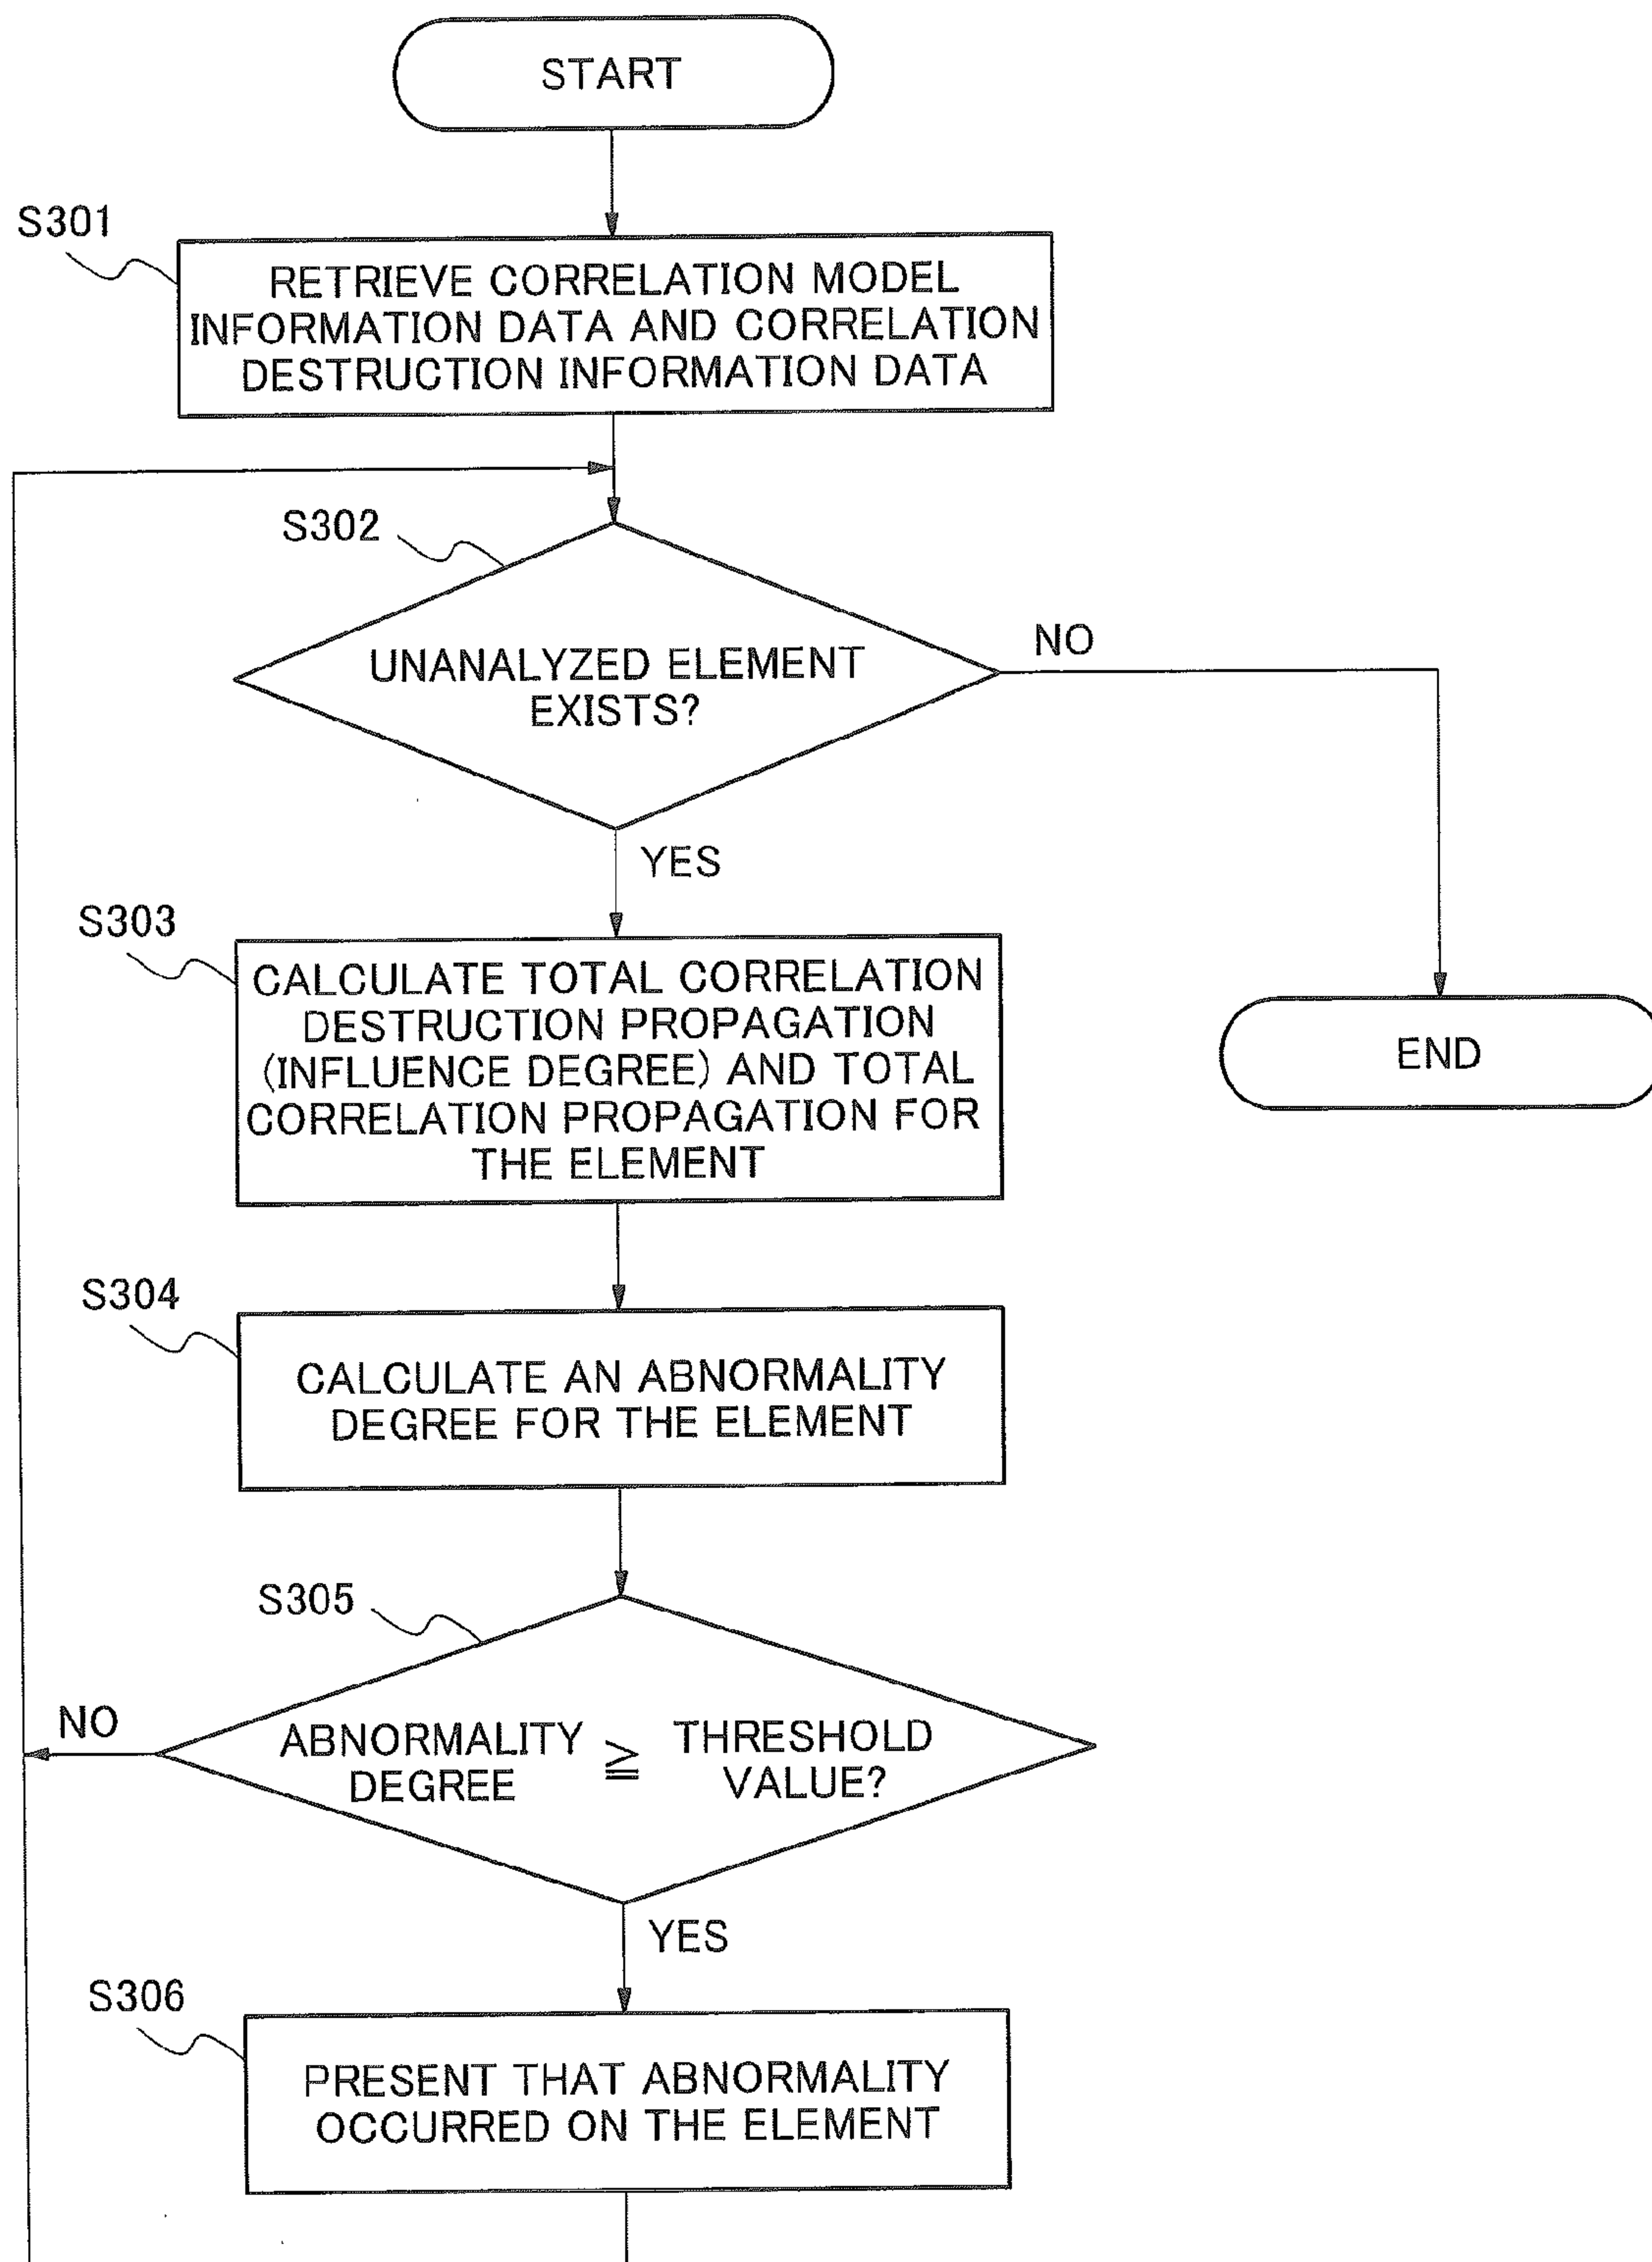 START
S301
RETRIEVE CORRELATION MODEL
INFORMATION DATA AND CORRELATION
DESTRUCTION INFORMATION DATA
S302
UNANALYZED ELEMENT
EXISTS?
NO
YES
S303
CALCULATE TOTAL CORRELATION
DESTRUCTION PROPAGATION
(INFLUENCE DEGREE) AND TOTAL
CORRELATION PROPAGATION FOR
THE ELEMENT
END
S304
CALCULATE AN ABNORMALITY
DEGREE FOR THE ELEMENT
S305
NO
ABNORMALITY ≧ THRESHOLD
DEGREE VALUE?
YES
S306
PRESENT THAT ABNORMALITY
OCCURRED ON THE ELEMENT